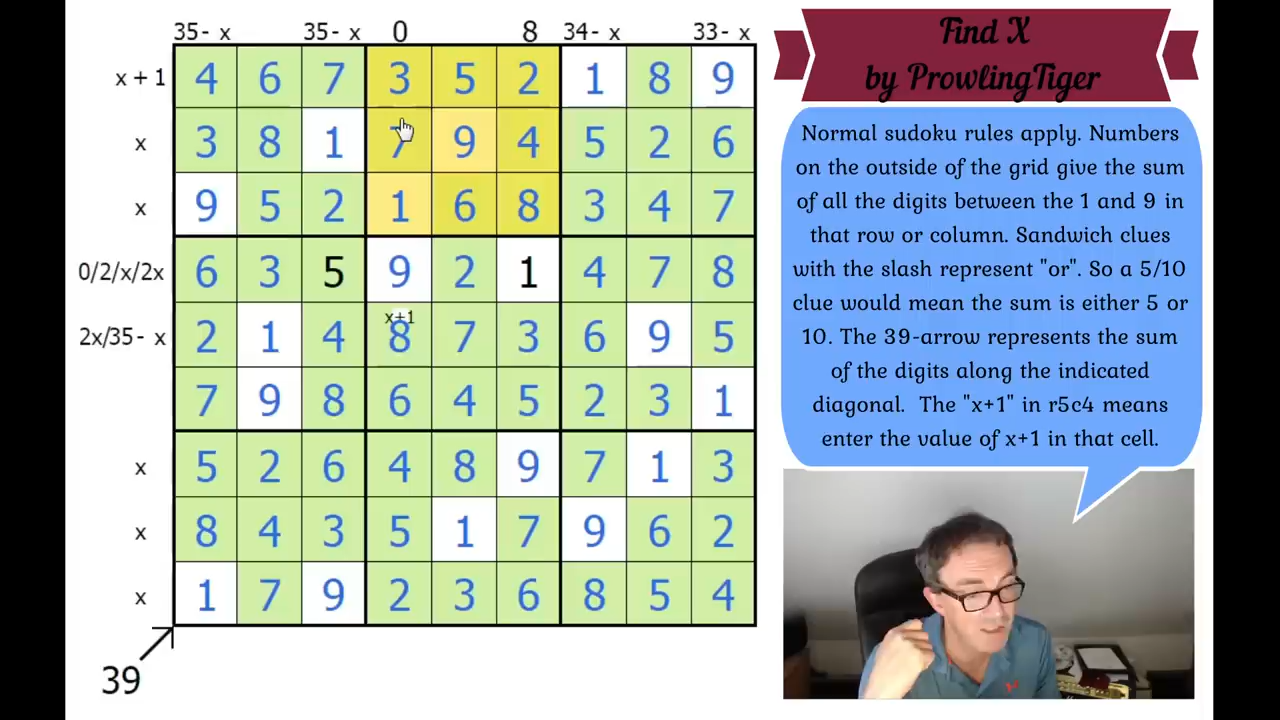 Find X
by ProwlingTiger
Normal sudoku rules apply. Numbers
on the outside of the grid give the sum
of all the digits between the 1 and 9 in
that row or column. Sandwich clues
with the slash represent "or". So a 5/10
clue would mean the sum is either 5 or
10. The 39-arrow represents the sum
of the digits along the indicated
diagonal. The "x+1" in r5c4 means
enter the value of x+1 in that cell.
35- x 35- x 0 8 34- x 33- x
x + 1 4 6 7 3 5 2 1 8 9
x 3 8 1 7 9 4 5 2 6
x 9 5 2 1 6 8 3 4 7
0/2/x/2x 6 3 5 9 2 1 4 7 8
x+1
2x/35- x 2 1 4 8 7 3 6 9 5
7 9 8 6 4 5 2 3 1
x 5 2 6 4 8 9 7 1 3
x 8 4 3 5 1 7 9 6 2
x 1 7 9 2 3 6 8 5 4
39